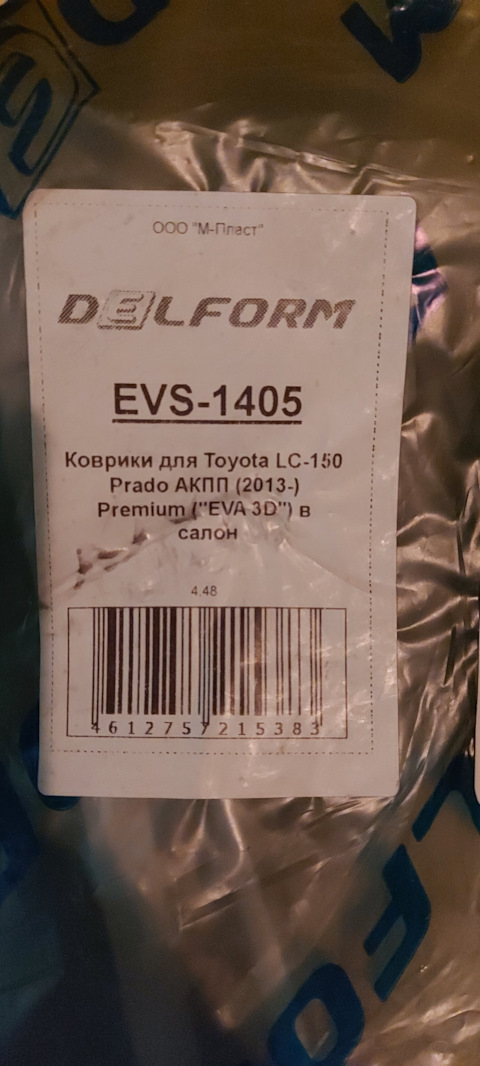 ООО "М-Пласт"
DELFORM
EVS-1405
Коврики для Toyota LC-150
Prado АКПП (2013-)
Premium ("EVA 3D") в
салон
4.48
4612757215383